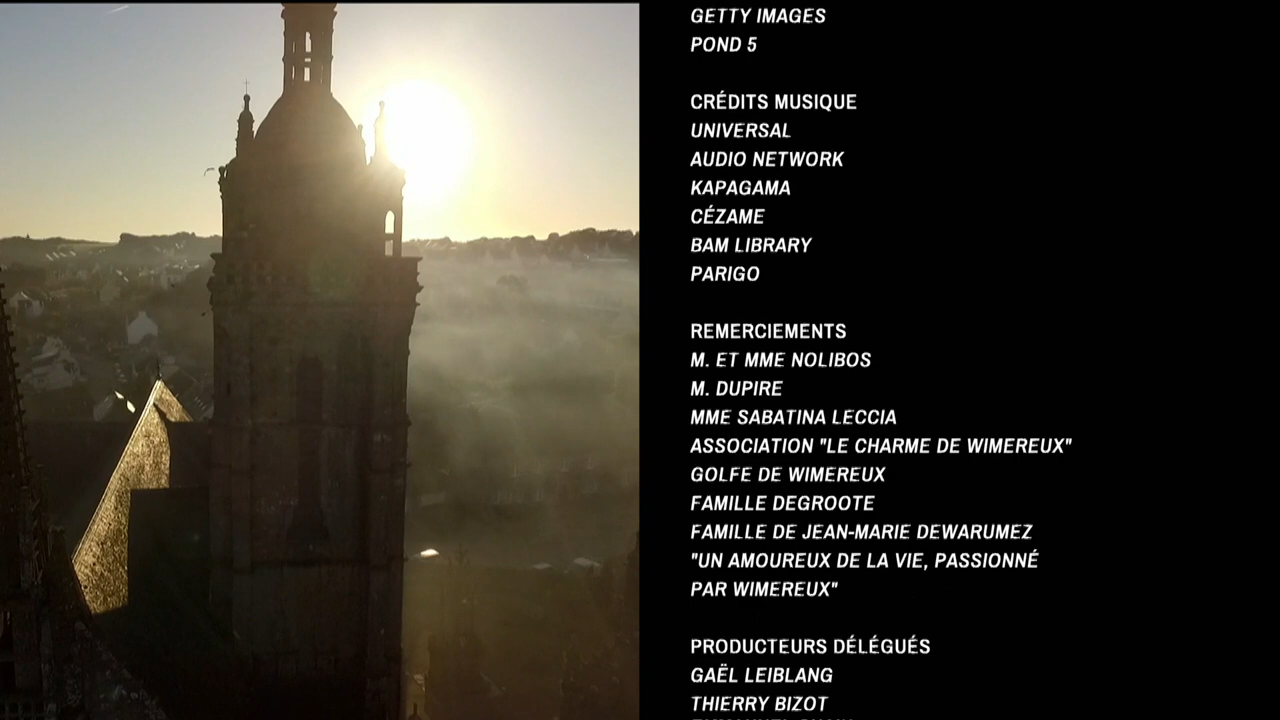 GETTY IMAGES
POND 5
CRÉDITS MUSIQUE
UNIVERSAL
AUDIO NETWORK
KAPAGAMA
CÉZAME
BAM LIBRARY
PARIGO
REMERCIEMENTS
M. ET MME NOLIBOS
M. DUPIRE
MME SABATINA LECCIA
ASSOCIATION "LE CHARME DE WIMEREUX"
GOLFE DE WIMEREUX
FAMILLE DEGROOTE
FAMILLE DE JEAN-MARIE DEWARUMEZ
"UN AMOUREUX DE LA VIE, PASSIONNÉ
PAR WIMEREUX"
PRODUCTEURS DÉLÉGUÉS
GAËL LEIBLANG
THIERRY BIZOT